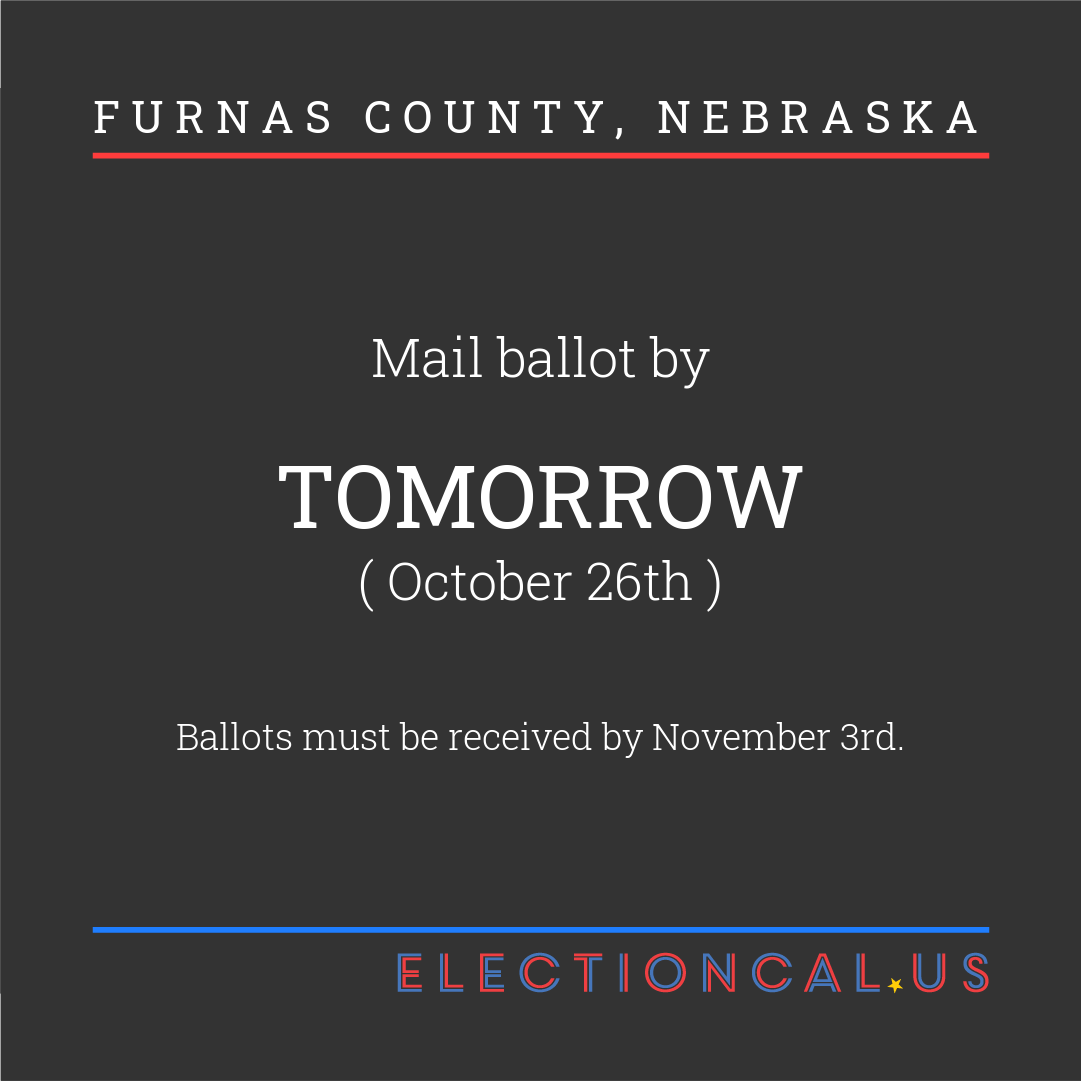 FURNAS COUNTY, NEBRASKA
Mail ballot by
TOMORROW
( October 26th )
Ballots must be received by November 3rd.
ELECTIONCAL.US